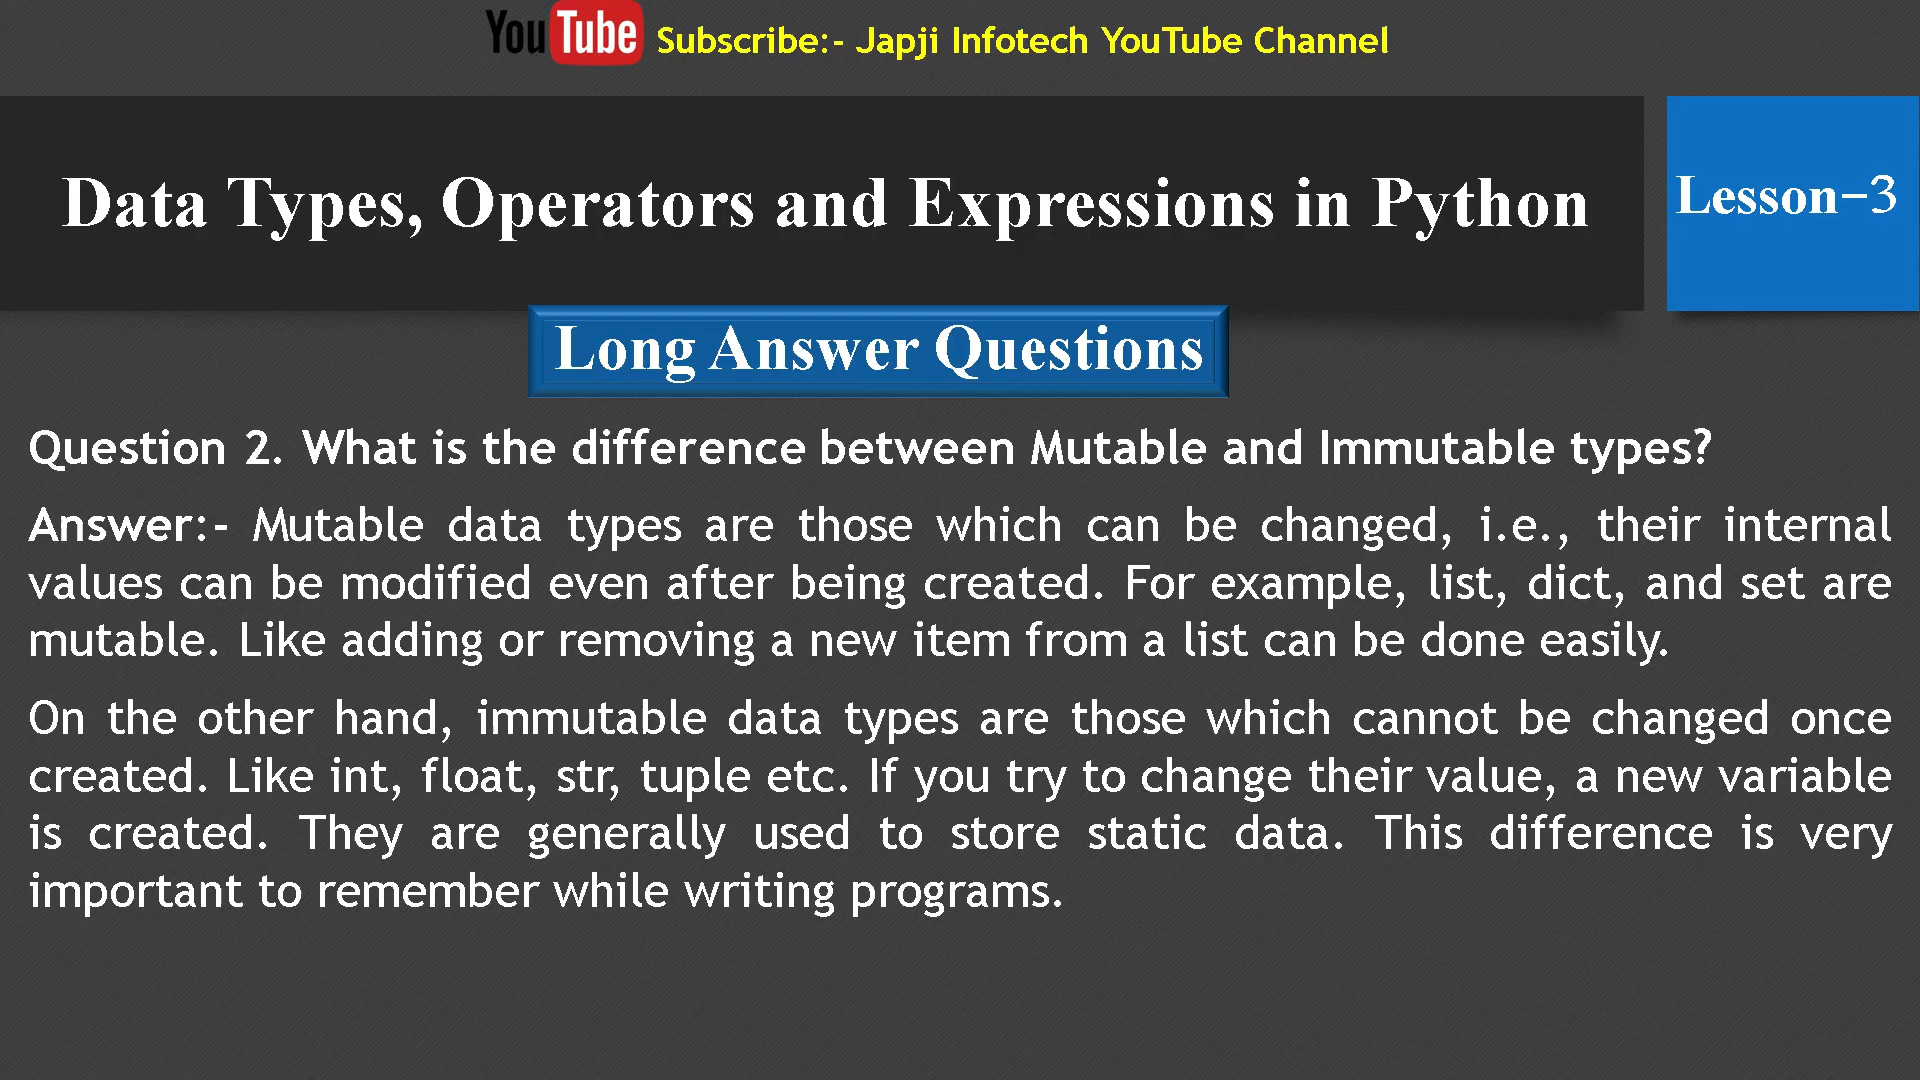 YouTube Subscribe:- Japji Infotech YouTube Channel
Data Types, Operators and Expressions in Python
Lesson-3
Long Answer Questions
Question 2. What is the difference between Mutable and Immutable types?
Answer:- Mutable data types are those which can be changed, i.e., their internal
values can be modified even after being created. For example, list, dict, and set are
mutable. Like adding or removing a new item from a list can be done easily.
On the other hand, immutable data types are those which cannot be changed once
created. Like int, float, str, tuple etc. If you try to change their value, a new variable
is created. They are generally used to store static data. This difference is very
important to remember while writing programs.